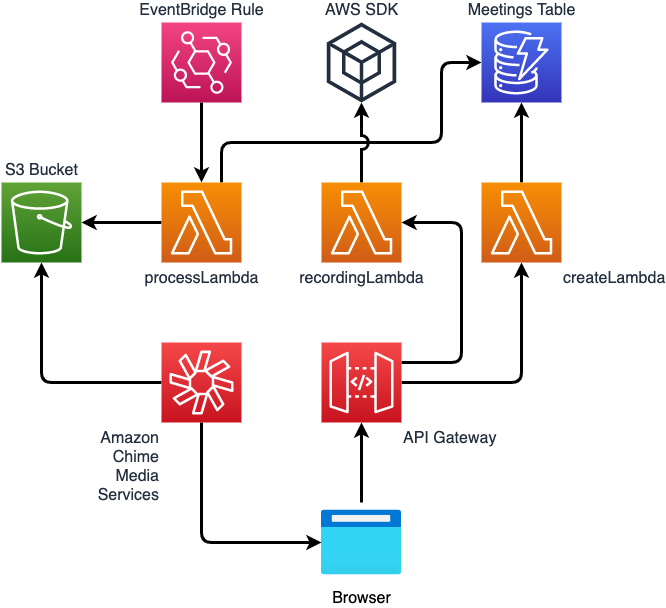 EventBridge Rule
AWS SDK
Meetings Table
S3 Bucket
processLambda
recordingLambda
createLambda
Amazon
Chime
Media
Services
</>
API Gateway
Browser